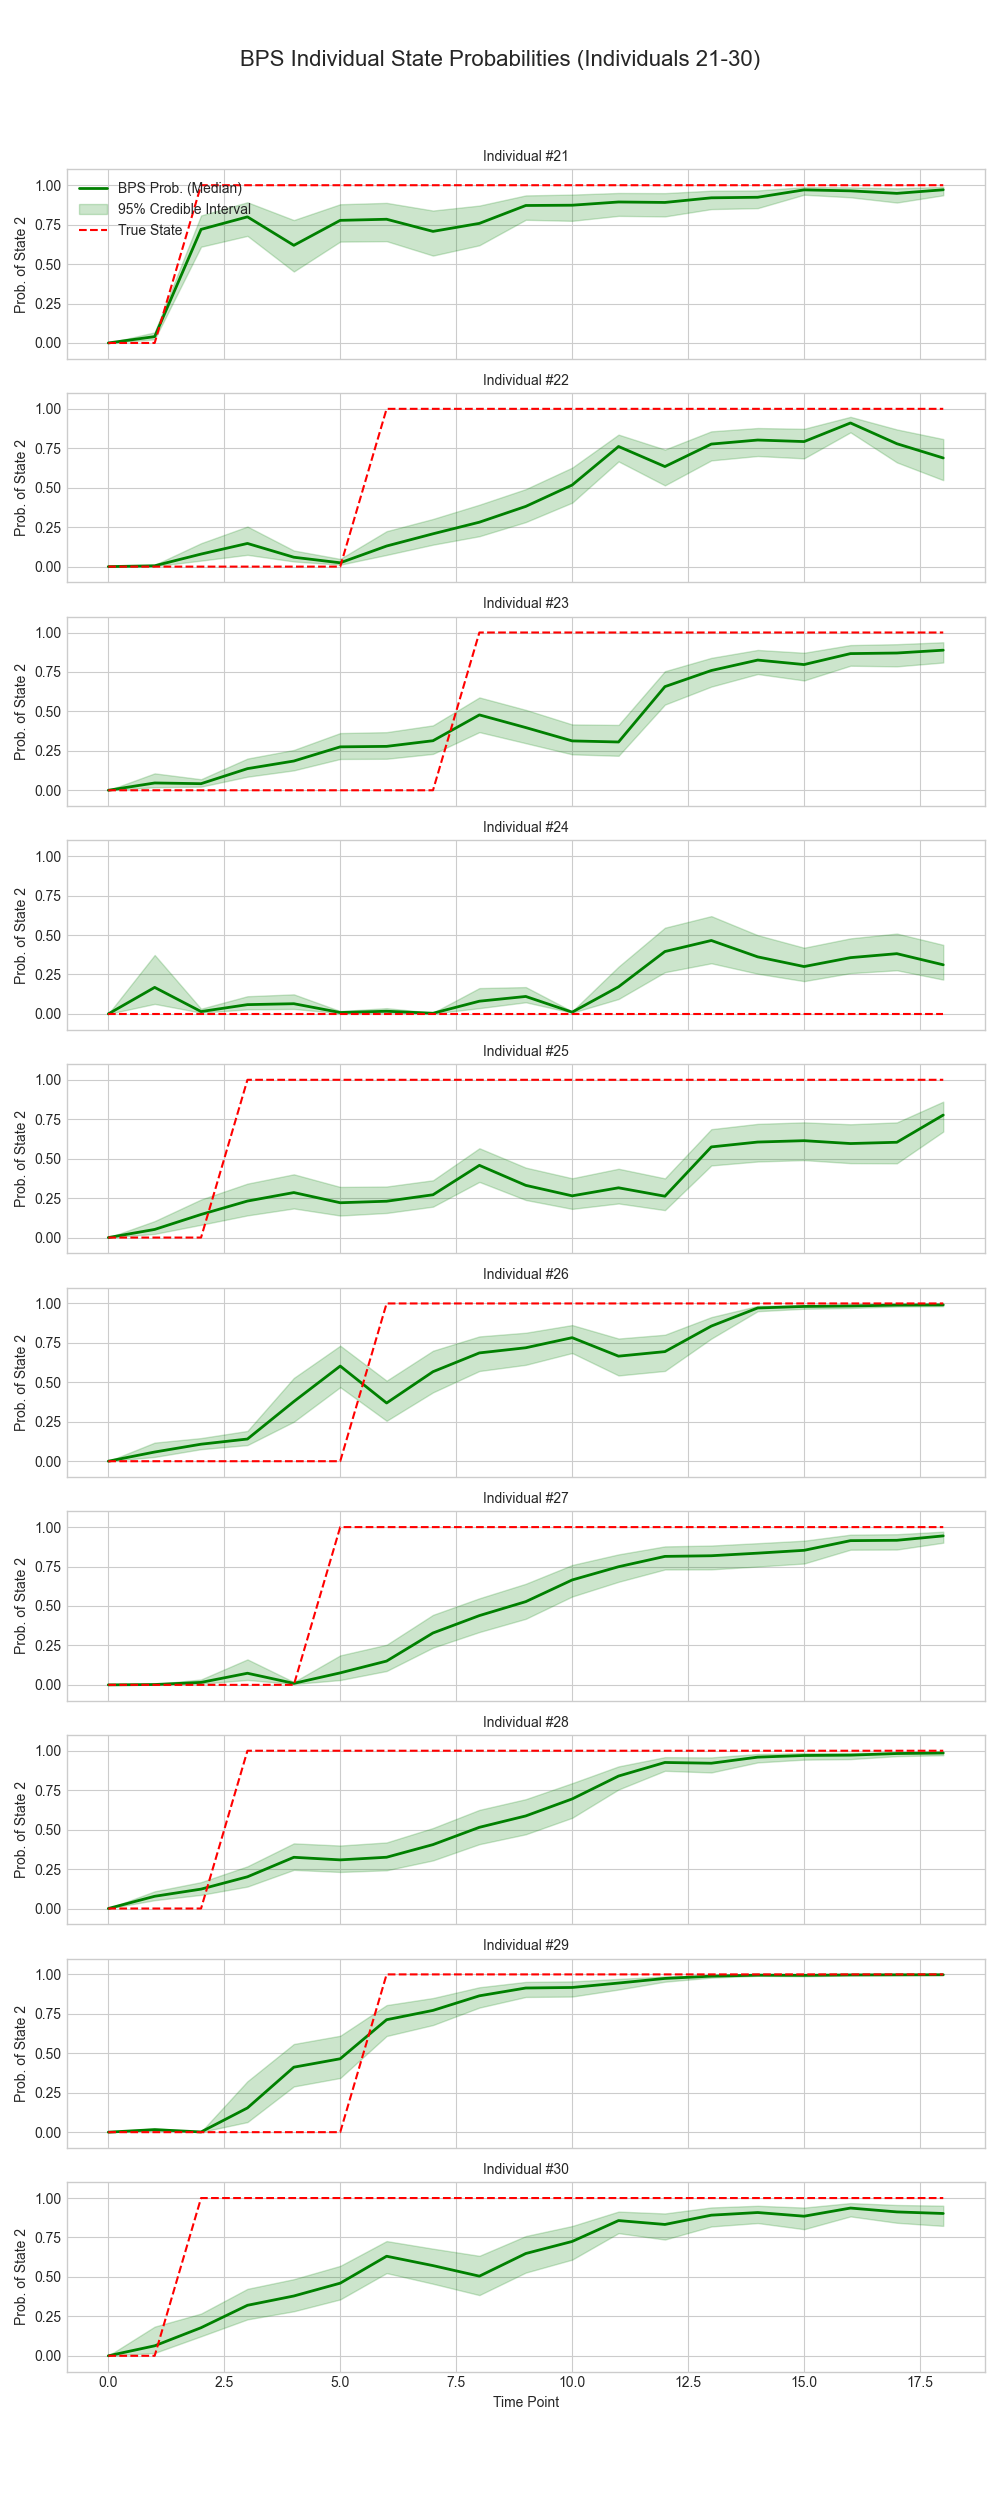 BPS Individual State Probabilities (Individuals 21-30)
Individual #21
BPS Prob. (Median)
95% Credible Interval
True State
1.00
0.75
0.50
0.25
0.00
Prob. of State 2
Individual #22
1.00
0.75
0.50
0.25
0.00
Prob. of State 2
Individual #23
1.00
0.75
0.50
0.25
0.00
Prob. of State 2
Individual #24
1.00
0.75
0.50
0.25
0.00
Prob. of State 2
Individual #25
1.00
0.75
0.50
0.25
0.00
Prob. of State 2
Individual #26
1.00
0.75
0.50
0.25
0.00
Prob. of State 2
Individual #27
1.00
0.75
0.50
0.25
0.00
Prob. of State 2
Individual #28
1.00
0.75
0.50
0.25
0.00
Prob. of State 2
Individual #29
1.00
0.75
0.50
0.25
0.00
Prob. of State 2
Individual #30
1.00
0.75
0.50
0.25
0.00
Prob. of State 2
0.0 2.5 5.0 7.5 10.0 12.5 15.0 17.5
Time Point